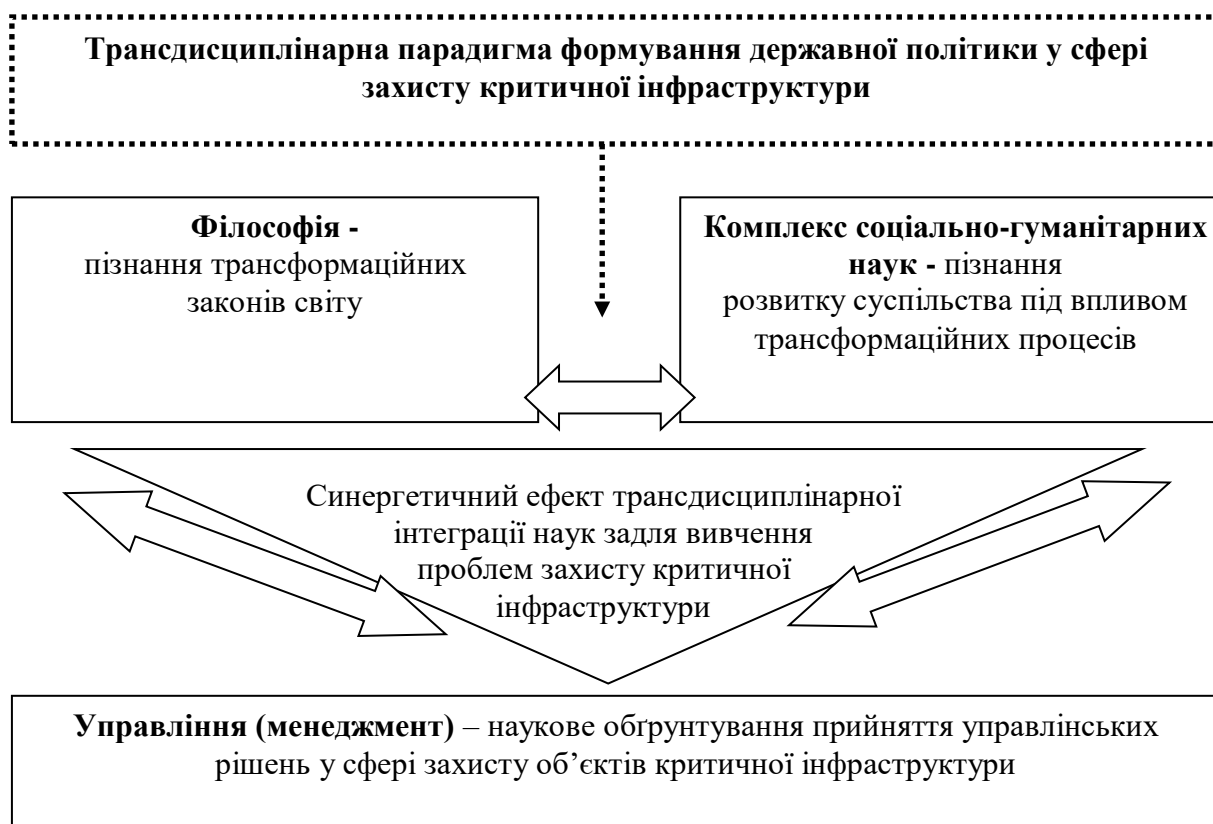 Трансдисциплінарна парадигма формування державної політики у сфері
захисту критичної інфраструктури
Філософія -
пізнання трансформаційних
законів світу
Комплекс соціально-гуманітарних
наук - пізнання
розвитку суспільства під впливом
трансформаційних процесів
Синергетичний ефект трансдисциплінарної
інтеграції наук задля вивчення
проблем захисту критичної
інфраструктури
Управління (менеджмент) – наукове обґрунтування прийняття управлінських
рішень у сфері захисту об’єктів критичної інфраструктури